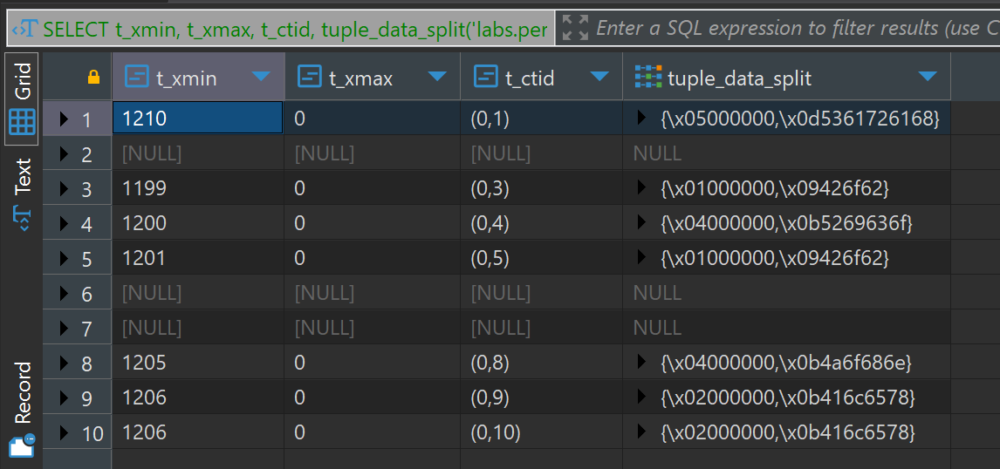 SELECT t_xmin, t_xmax, t_ctid, tuple_data_split('labs.per
Enter a SQL expression to filter results (use C
Grid
Text
Record
t_xmin t_xmax t_ctid tuple_data_split
1 1210 0 (0,1) {\x05000000,\x0d5361726168}
2 [NULL] [NULL] [NULL] NULL
3 1199 0 (0,3) {\x01000000,\x09426f62}
4 1200 0 (0,4) {\x04000000,\x0b5269636f}
5 1201 0 (0,5) {\x01000000,\x09426f62}
6 [NULL] [NULL] [NULL] NULL
7 [NULL] [NULL] [NULL] NULL
8 1205 0 (0,8) {\x04000000,\x0b4a6f686e}
9 1206 0 (0,9) {\x02000000,\x0b416c6578}
10 1206 0 (0,10) {\x02000000,\x0b416c6578}